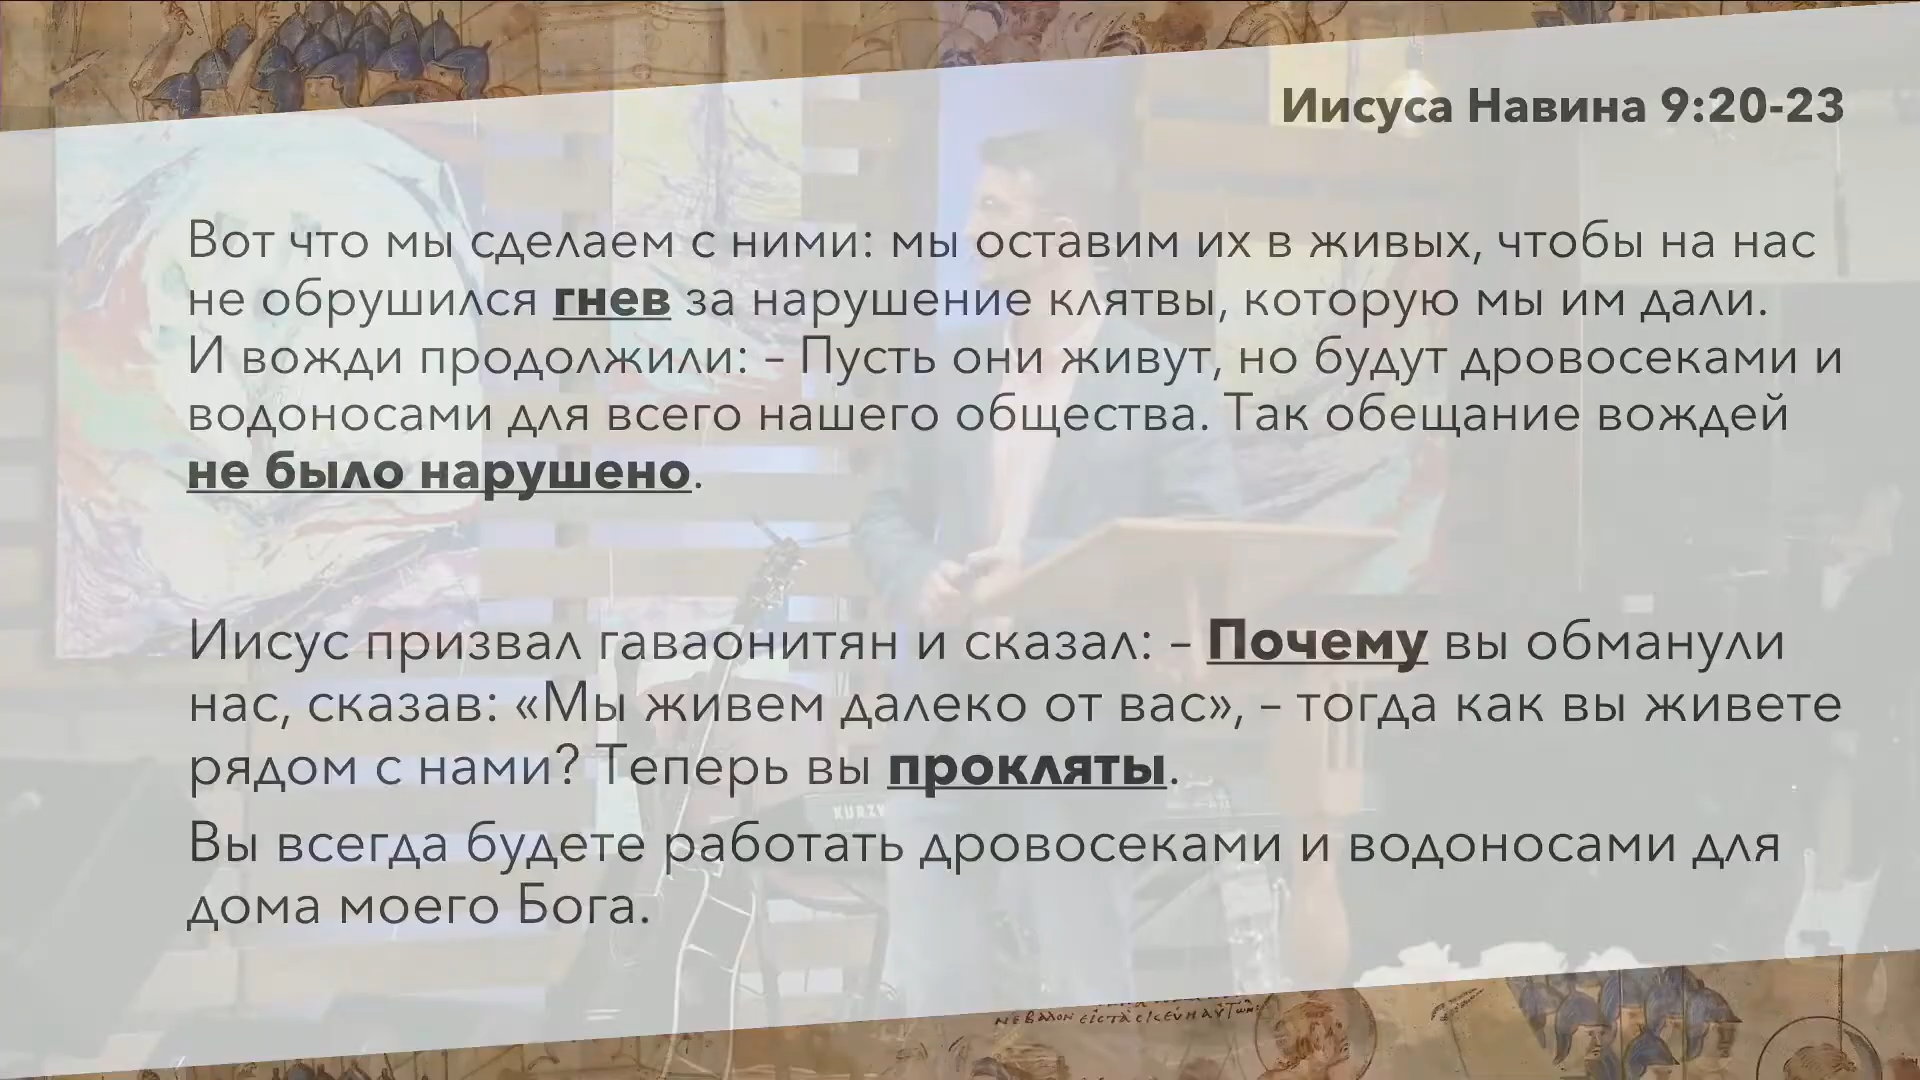 Иисуса Навина 9:20-23
Вот что мы сделаем с ними: мы оставим их в живых, чтобы на нас
не обрушился гнев за нарушение клятвы, которую мы им дали.
И вожди продолжили: – Пусть они живут, но будут дровосеками и
водоносами для всего нашего общества. Так обещание вождей
не было нарушено.
Иисус призвал гаваонитян и сказал: – Почему вы обманули
нас, сказав: «Мы живем далеко от вас», – тогда как вы живете
рядом с нами? Теперь вы прокляты.
KURZW
Вы всегда будете работать дровосеками и водоносами для
дома моего Бога.